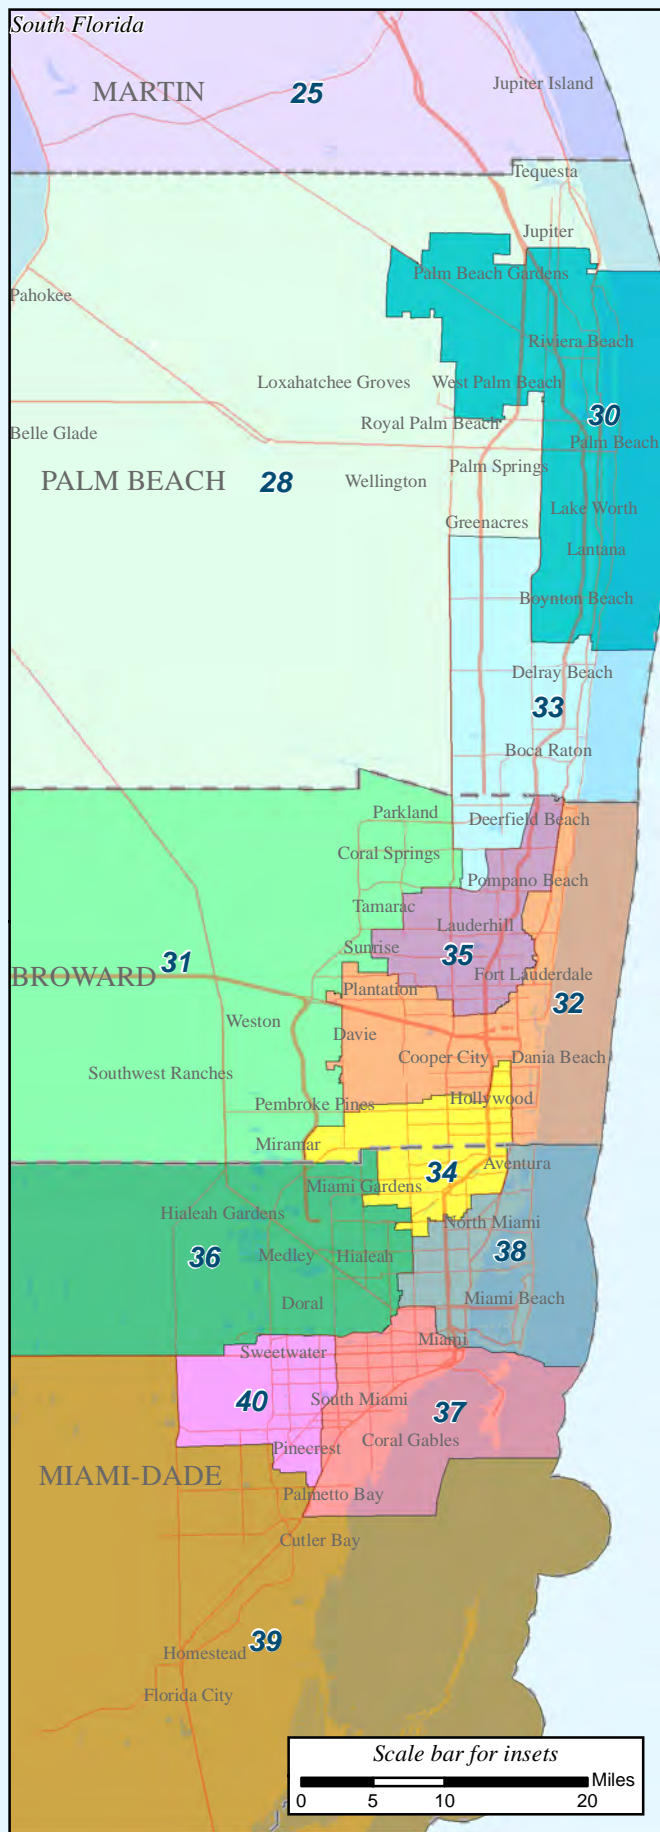 South Florida
MARTIN
25
Jupiter Island
Tequesta
Jupiter
Palm Beach Gardens
Pahokee
Riviera Beach
Loxahatchee Groves
West Palm Beach
30
Royal Palm Beach
Belle Glade
Palm Beach
Palm Springs
PALM BEACH
28
Wellington
Lake Worth
Greenacres
Lantana
Boynton Beach
Delray Beach
33
Boca Raton
Parkland
Deerfield Beach
Coral Springs
Pompano Beach
Tamarac
Lauderhill
Sunrise
35
BROWARD
31
Fort Lauderdale
Plantation
32
Weston
Davie
Cooper City
Dania Beach
Southwest Ranches
Hollywood
Pembroke Pines
Miramar
34
Aventura
Miami Gardens
Hialeah Gardens
North Miami
36
Medley
Hialeah
38
Doral
Miami Beach
Miami
Sweetwater
40
South Miami
37
Coral Gables
Pinecrest
MIAMI-DADE
Palmetto Bay
Cutler Bay
39
Homestead
Florida City
Scale bar for insets
Miles
0 5 10 20